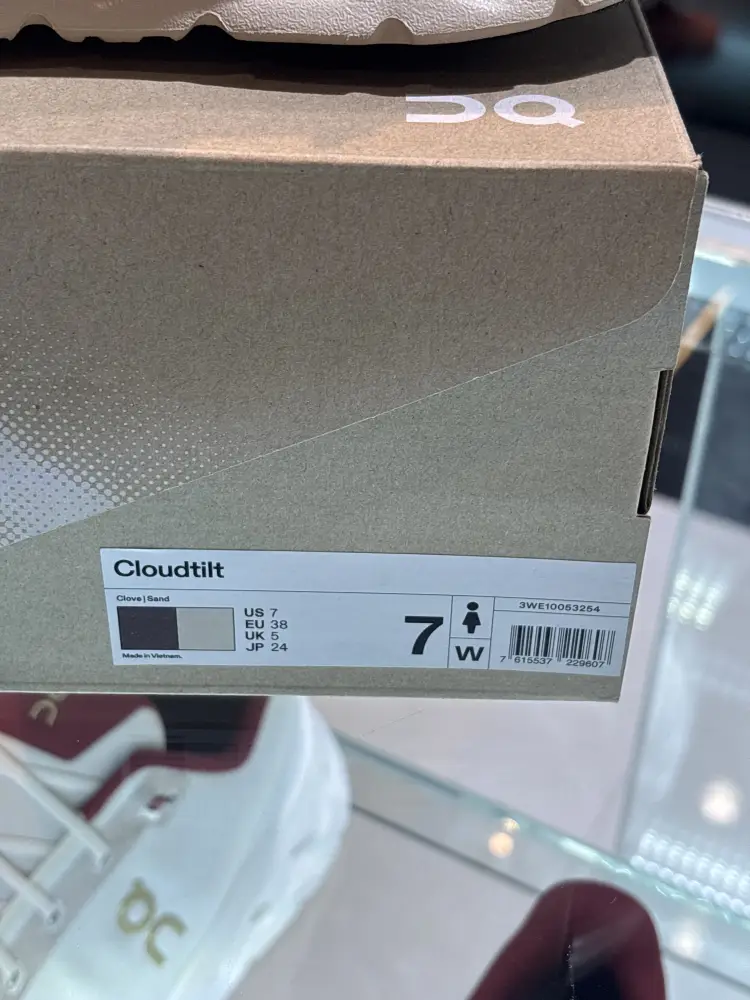 Cloudtilt
Clove | Sand
US 7
EU 38
UK 5
JP 24
Made in Vietnam.
7
W
3WE10053254
7 615537 229607